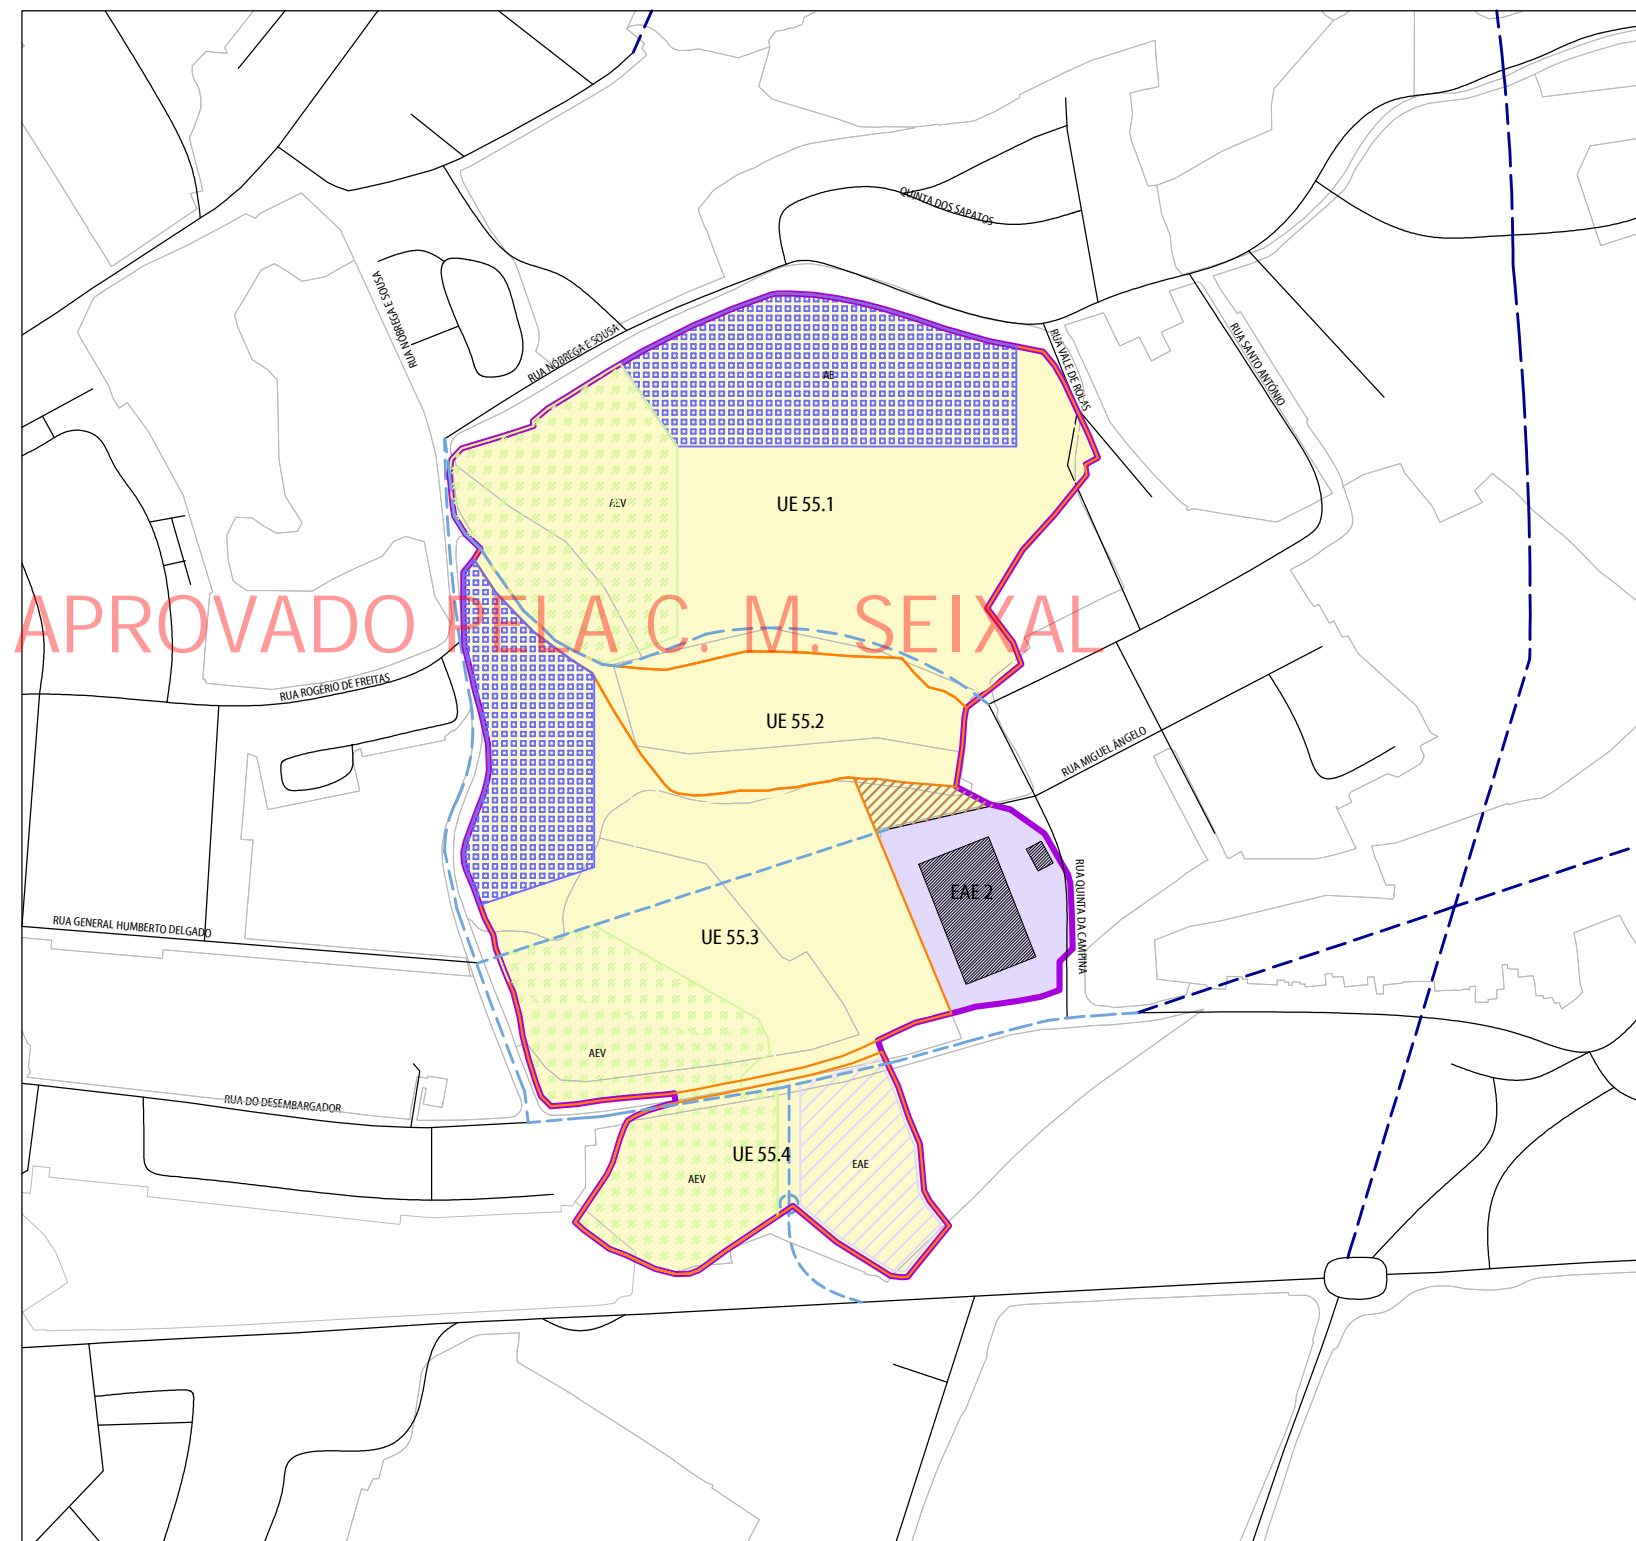 QUINTA DOS SAPATOS
RUA NÓBREGA E SOUSA
RUA NÓBREGA E SOUSA
RUA VALE DE ROLAS
RUA SANTO ANTÓNIO
AE
AEV
UE 55.1
APROVADO PELA C. M. SEIXAL
RUA ROGÉRIO DE FREITAS
UE 55.2
RUA MIGUEL ÂNGELO
EAE 2
RUA QUINTA DA CAMPINA
RUA GENERAL HUMBERTO DELGADO
UE 55.3
AEV
RUA DO DESEMBARGADOR
UE 55.4
EAE
AEV